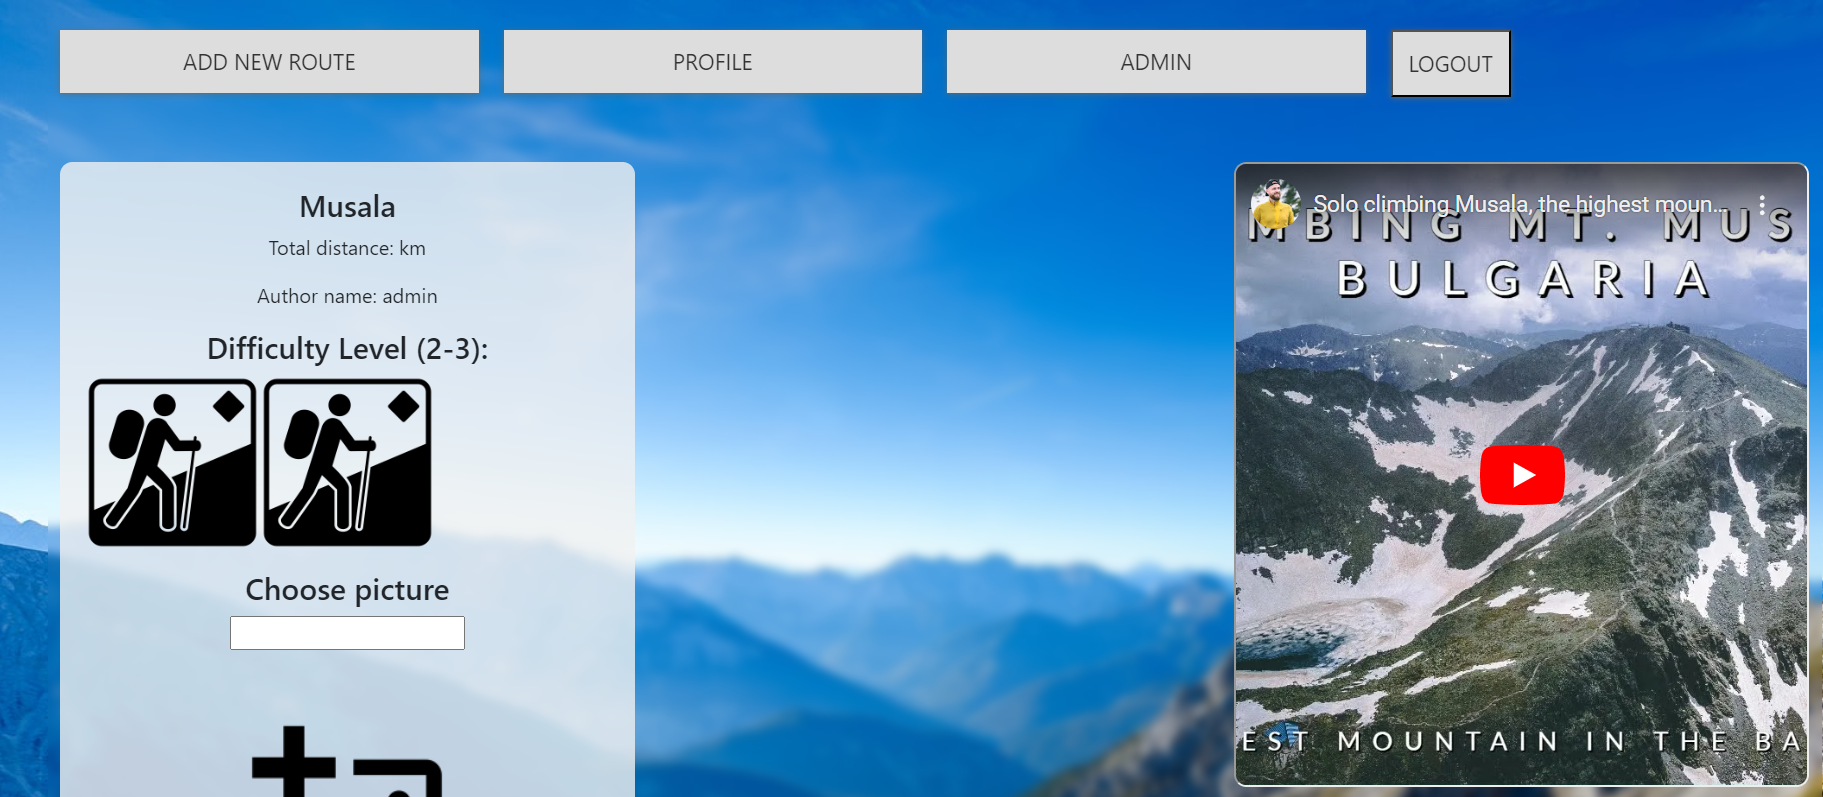 ADD NEW ROUTE
PROFILE
ADMIN
LOGOUT
Musala
Total distance: km
Author name: admin
Difficulty Level (2-3):
Choose picture
Solo climbing Musala, the highest moun...
MBING MT. MUS
BULGARIA
EST MOUNTAIN IN THE BA